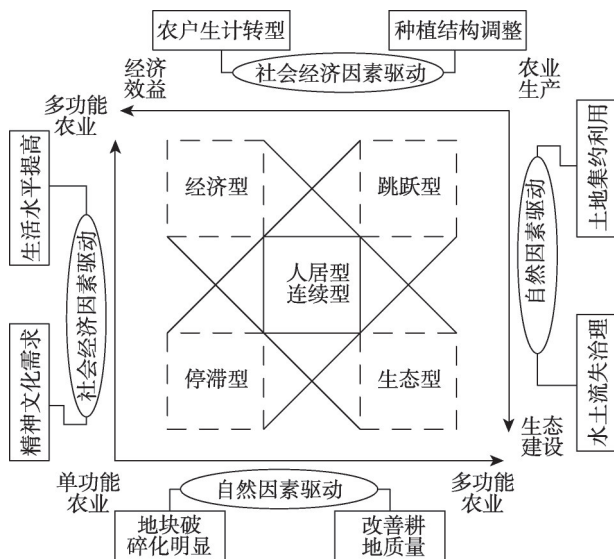 农户生计转型
种植结构调整
社会经济因素驱动
经济
效益
农业
生产
多功能
农业
生活水平提高
社会经济因素驱动
精神文化需求
经济型
跳跃型
人居型
连续型
停滞型
生态型
土地集约利用
自然因素驱动
水土流失治理
生态
建设
单功能
农业
自然因素驱动
多功能
农业
地块破
碎化明显
改善耕
地质量